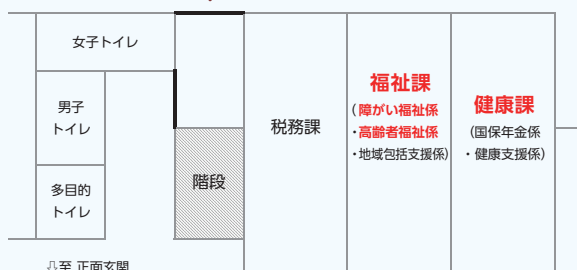 女子トイレ
男子
トイレ
多目的
トイレ
階段
税務課
福祉課
(障がい福祉係
・高齢者福祉係
・地域包括支援係)
健康課
(国保年金係
・健康支援係)
⇩至 正面玄関